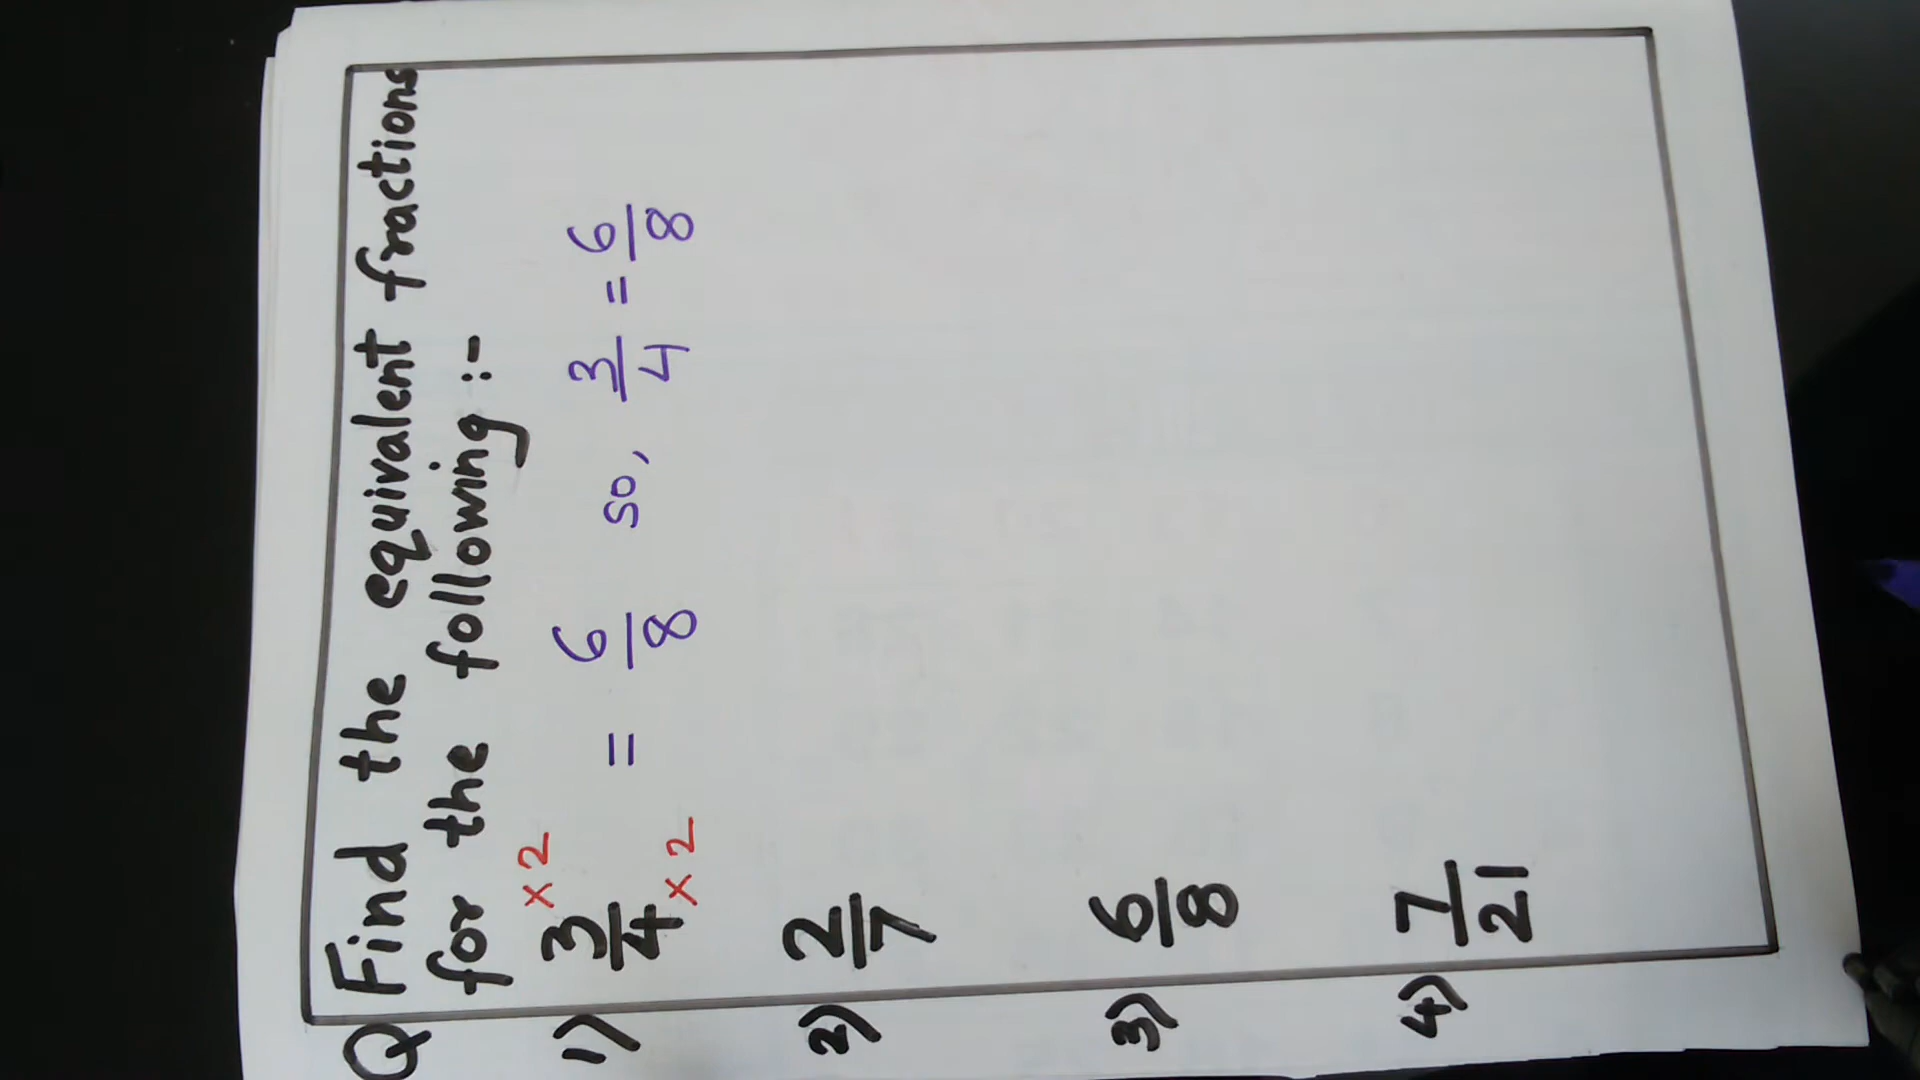 Q Find the equivalent fractions
for the following :-
1) 3/4 ×2 ×2 = 6/8 so, 3/4 = 6/8
2) 2/7
3) 6/8
4) 7/21